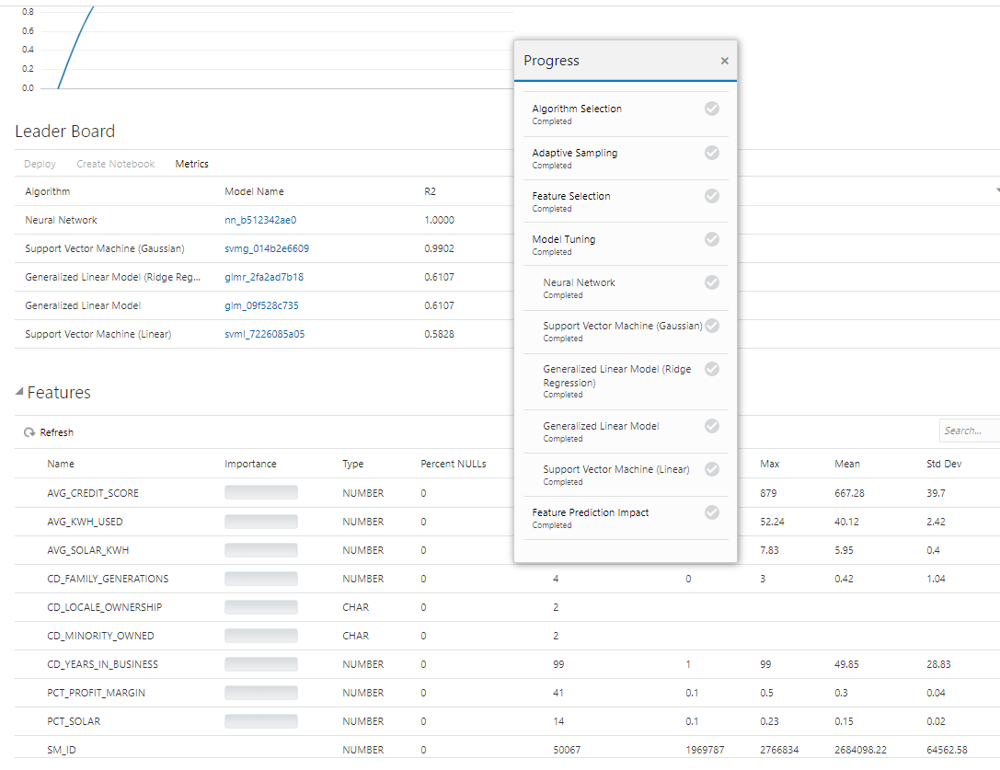 0.8
0.6
0.4
0.2
0.0
Leader Board
Deploy Create Notebook Metrics
Algorithm Model Name R2
Neural Network nn_b512342ae0 1.0000
Support Vector Machine (Gaussian) svmg_014b2e6609 0.9902
Generalized Linear Model (Ridge Reg... glmr_2fa2ad7b18 0.6107
Generalized Linear Model glm_09f528c735 0.6107
Support Vector Machine (Linear) svml_7226085a05 0.5828
Progress ×
Algorithm Selection
Completed
Adaptive Sampling
Completed
Feature Selection
Completed
Model Tuning
Completed
Neural Network
Completed
Support Vector Machine (Gaussian)
Completed
Generalized Linear Model (Ridge
Regression)
Completed
Generalized Linear Model
Completed
Support Vector Machine (Linear)
Completed
Feature Prediction Impact
Completed
Features
Refresh Search...
Name Importance Type Percent NULLs Max Mean Std Dev
AVG_CREDIT_SCORE NUMBER 0 879 667.28 39.7
AVG_KWH_USED NUMBER 0 52.24 40.12 2.42
AVG_SOLAR_KWH NUMBER 0 7.83 5.95 0.4
CD_FAMILY_GENERATIONS NUMBER 0 4 0 3 0.42 1.04
CD_LOCALE_OWNERSHIP CHAR 0 2
CD_MINORITY_OWNED CHAR 0 2
CD_YEARS_IN_BUSINESS NUMBER 0 99 1 99 49.85 28.83
PCT_PROFIT_MARGIN NUMBER 0 41 0.1 0.5 0.3 0.04
PCT_SOLAR NUMBER 0 14 0.1 0.23 0.15 0.02
SM_ID NUMBER 0 50067 1969787 2766834 2684098.22 64562.58